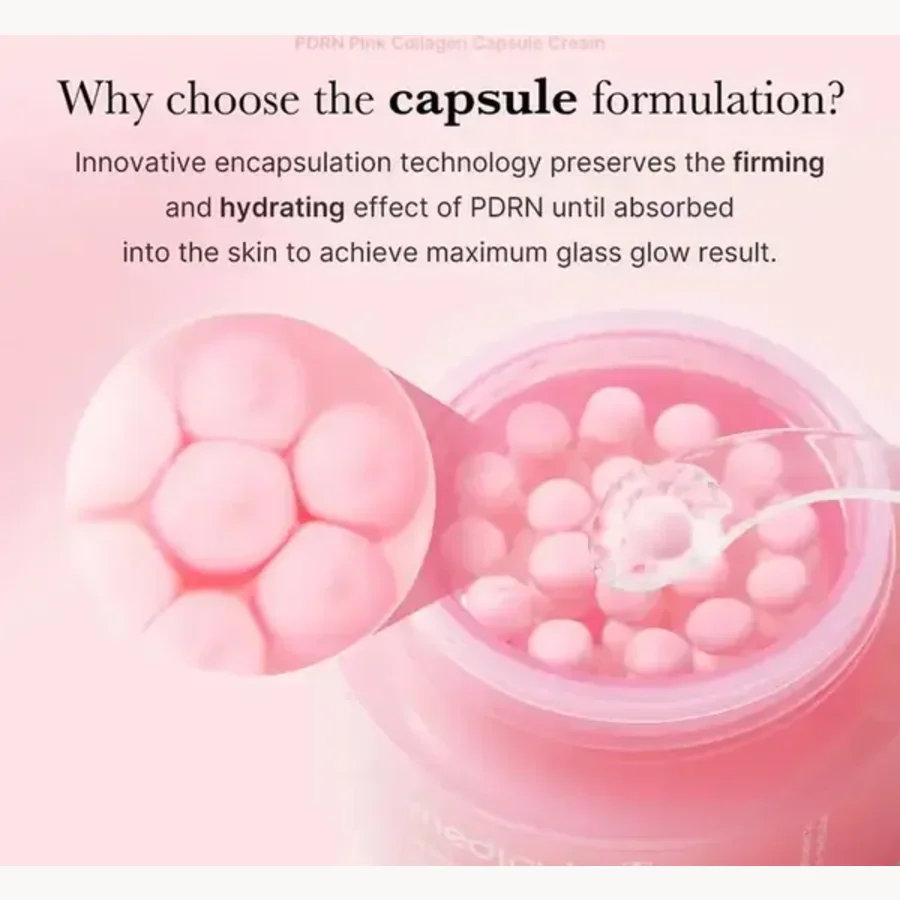 PDRN Pink Collagen Capsule Cream
Why choose the capsule formulation?
Innovative encapsulation technology preserves the firming
and hydrating effect of PDRN until absorbed
into the skin to achieve maximum glass glow result.